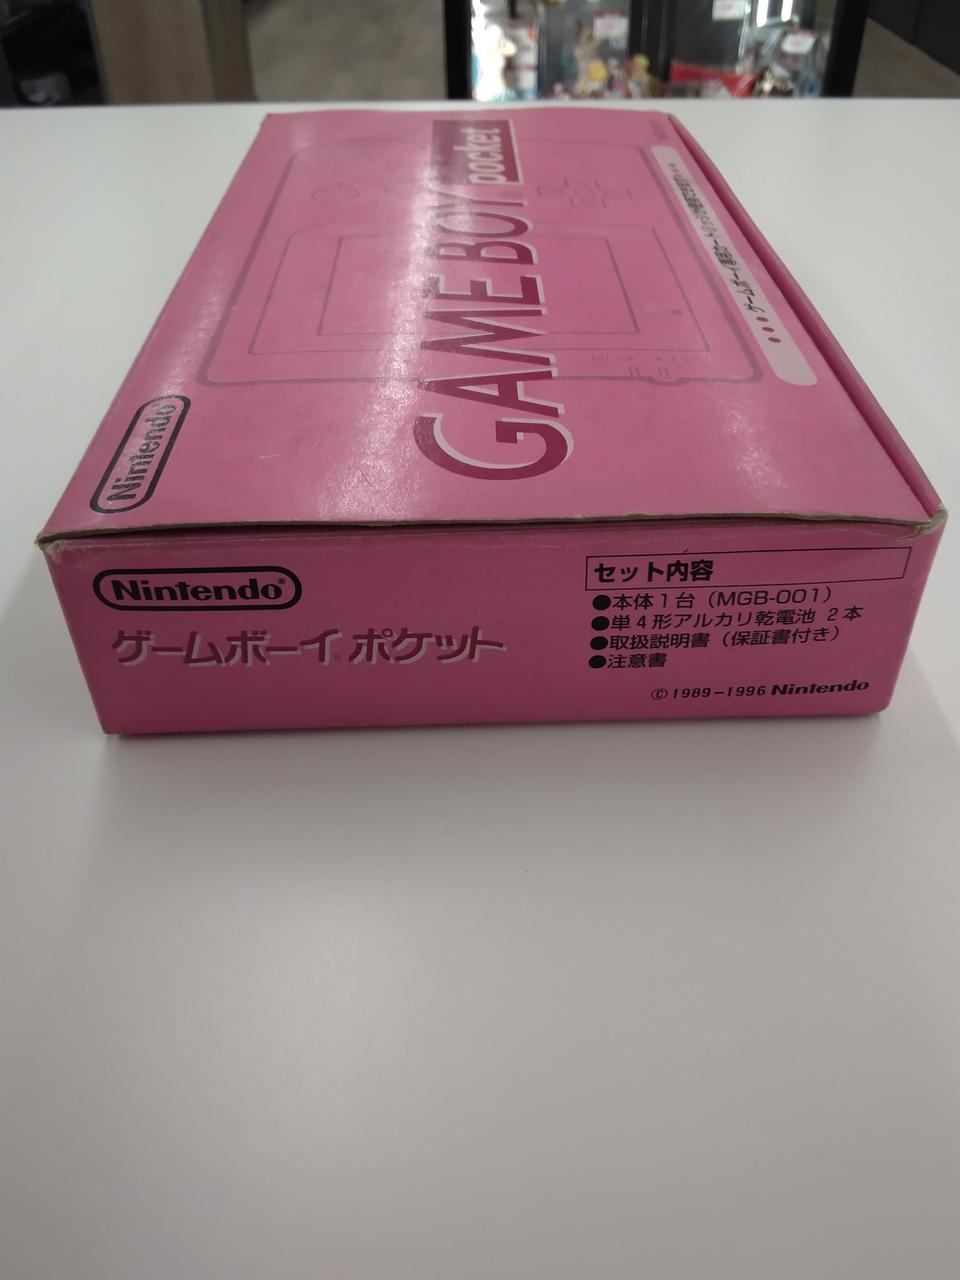 GAME BOY
pocket
Nintendo
Nintendo®
ゲームボーイ® ポケット
セット内容
●本体1台（MGB-001）
●単4形アルカリ乾電池 2本
●取扱説明書（保証書付き）
●注意書
©1989-1996 Nintendo